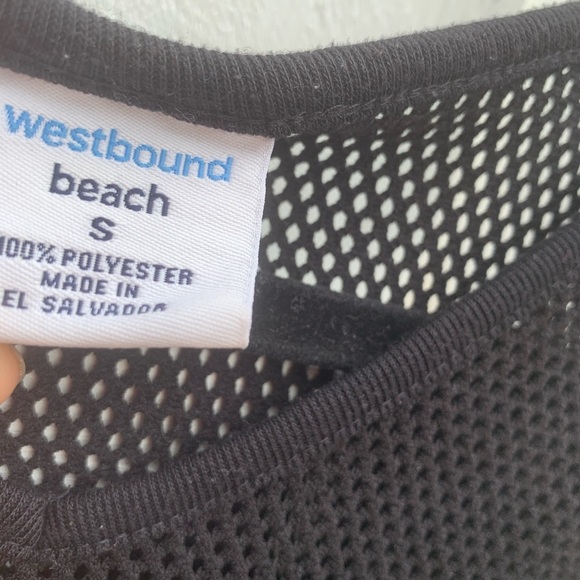 westbound
beach
S
100% POLYESTER
MADE IN
EL SALVADOR